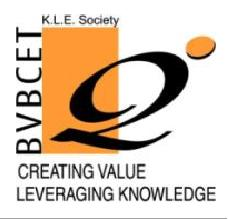 K.L.E. Society
BVBCET
CREATING VALUE
LEVERAGING KNOWLEDGE